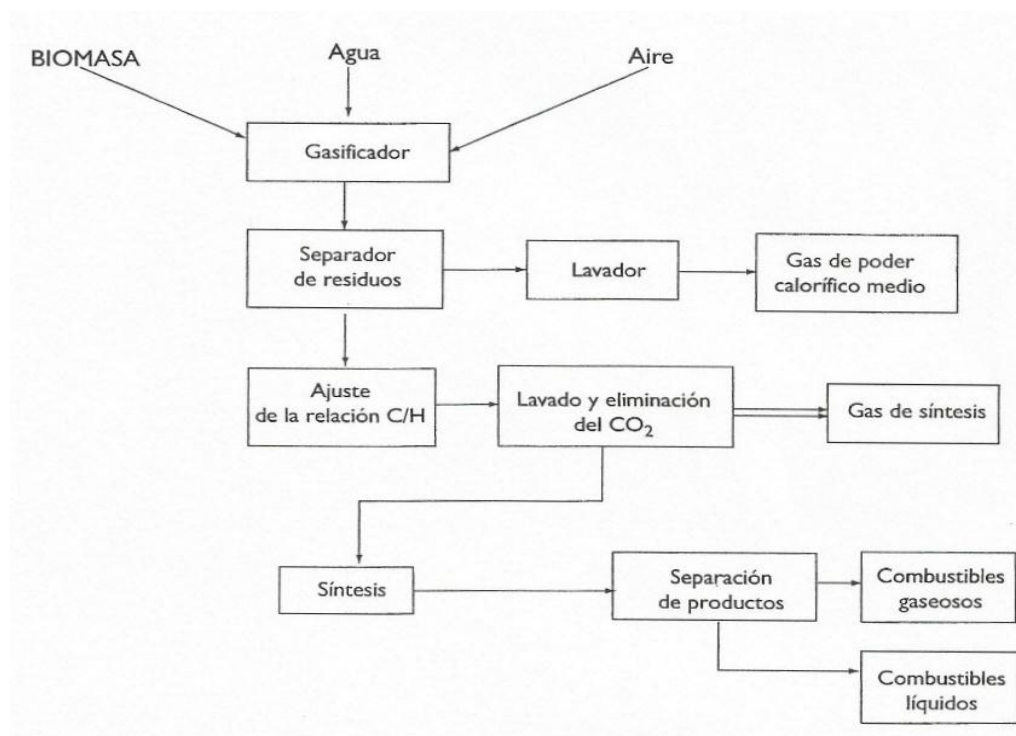 BIOMASA
Agua
Aire
Gasificador
Separador
de residuos
Lavador
Gas de poder
calorífico medio
Ajuste
de la relación C/H
Lavado y eliminación
del CO₂
Gas de síntesis
Síntesis
Separación
de productos
Combustibles
gaseosos
Combustibles
líquidos